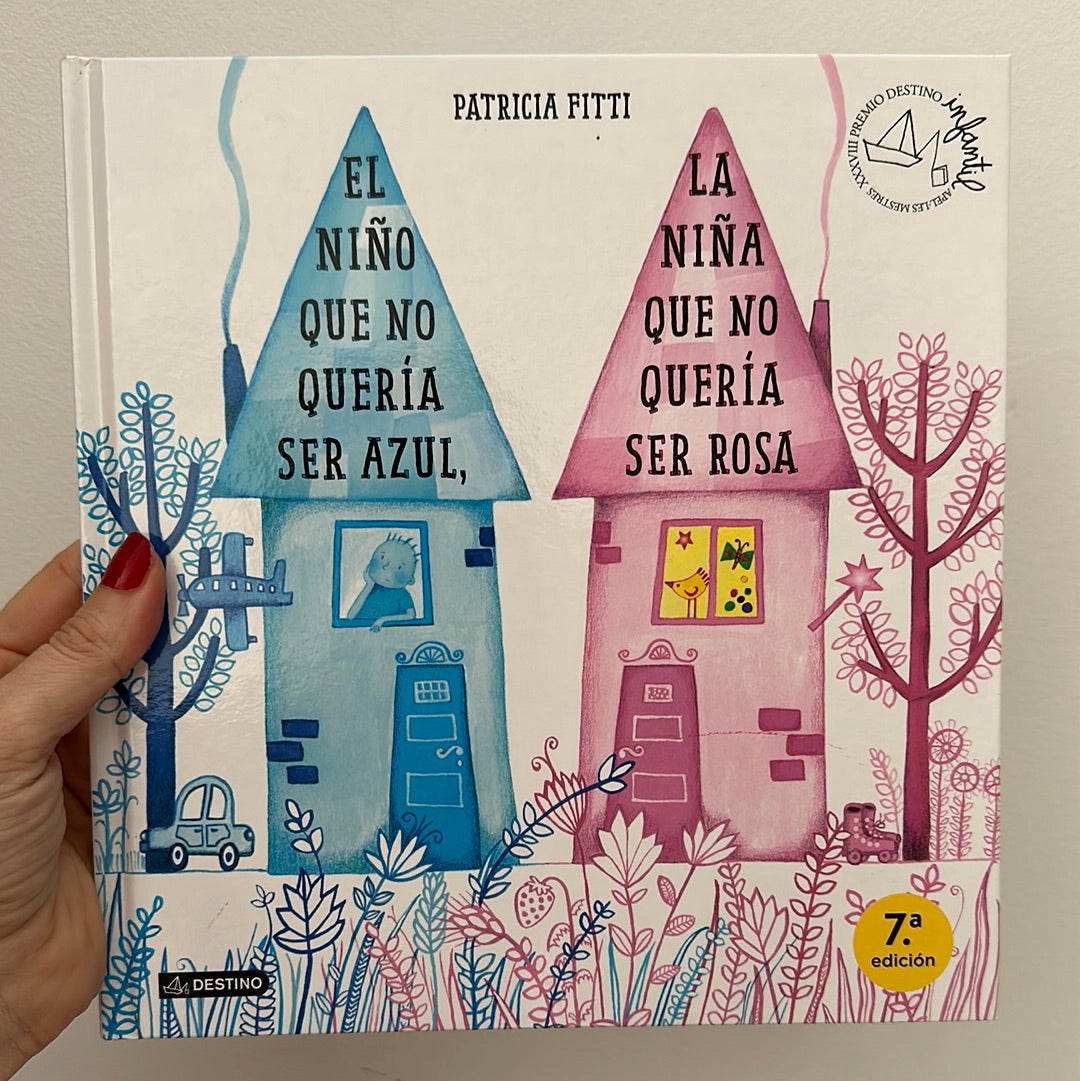 PATRICIA FITTI
EL
NIÑO
QUE NO
QUERÍA
SER AZUL,
LA
NIÑA
QUE NO
QUERÍA
SER ROSA
APEL·LES MESTRES XXXVIII PREMIO DESTINO
infantil
7.ª
edición
DESTINO